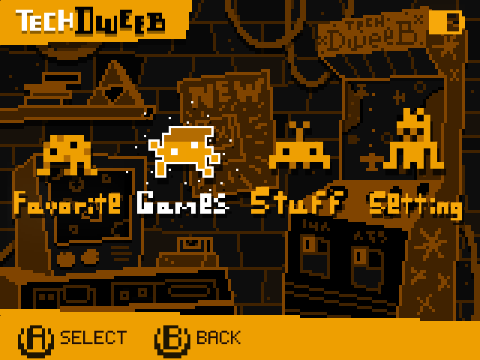 TECHDWEEB
TECH
DWEEB
NEW
Favorite Games Stuff Setting
A SELECT B BACK